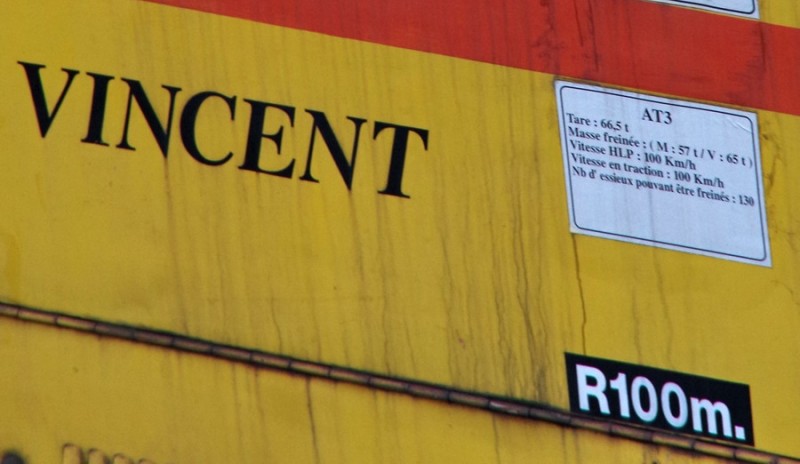 VINCENT
AT3
Tare : 66,5 t
Masse freinée : ( M : 57 t / V : 65 t )
Vitesse HLP : 100 Km/h
Vitesse en traction : 100 Km/h
Nb d' essieux pouvant être freinés : 130
R100m.